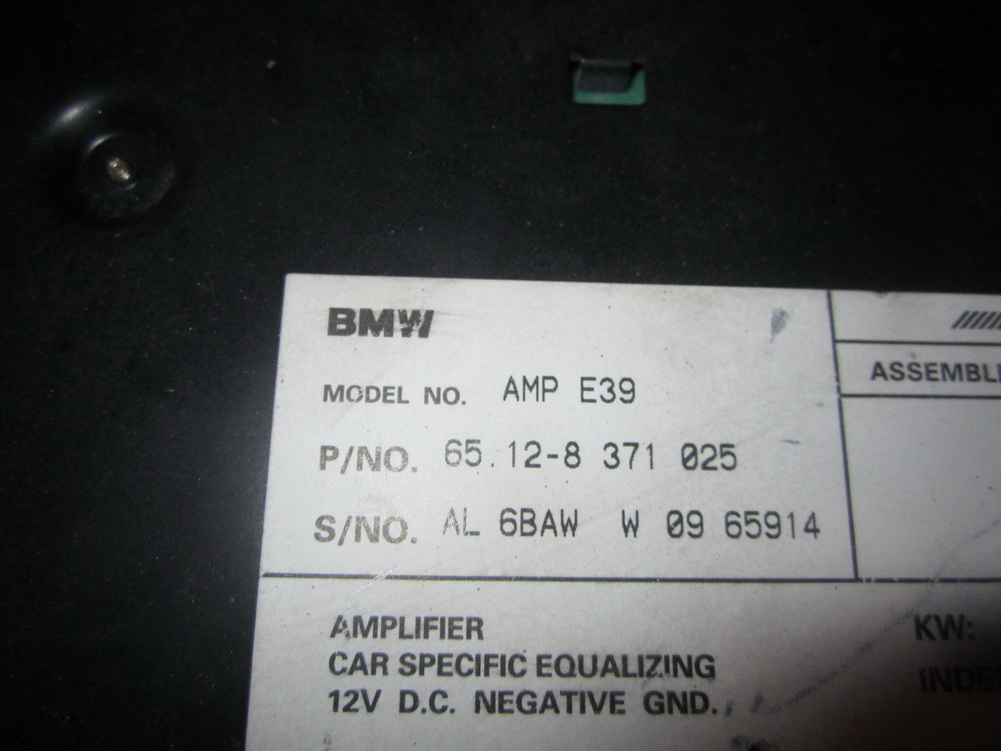 BMW
MODEL NO. AMP E39
P/NO. 65.12-8 371 025
S/NO. AL 6BAW W 09 65914
AMPLIFIER
CAR SPECIFIC EQUALIZING
12V D.C. NEGATIVE GND.
KW: